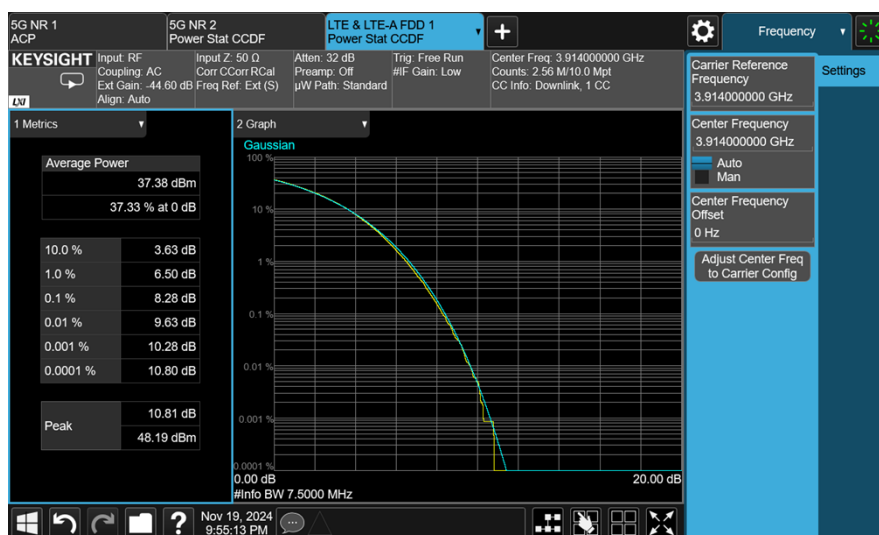 5G NR 1
ACP
5G NR 2
Power Stat CCDF
LTE & LTE-A FDD 1
Power Stat CCDF
Frequency
KEYSIGHT
LXI
Input: RF
Coupling: AC
Ext Gain: -44.60 dB
Align: Auto
Input Z: 50 Ω
Corr CCorr RCal
Freq Ref: Ext (S)
Atten: 32 dB
Preamp: Off
µW Path: Standard
Trig: Free Run
#IF Gain: Low
Center Freq: 3.914000000 GHz
Counts: 2.56 M/10.0 Mpt
CC Info: Downlink, 1 CC
1 Metrics
Average Power
37.38 dBm
37.33 % at 0 dB
10.0 % 3.63 dB
1.0 % 6.50 dB
0.1 % 8.28 dB
0.01 % 9.63 dB
0.001 % 10.28 dB
0.0001 % 10.80 dB
Peak
10.81 dB
48.19 dBm
2 Graph
Gaussian
100 %
10 %
1 %
0.1 %
0.01 %
0.001 %
0.0001 %
0.00 dB 20.00 dB
#Info BW 7.5000 MHz
Carrier Reference
Frequency
3.914000000 GHz
Center Frequency
3.914000000 GHz
Auto
Man
Center Frequency
Offset
0 Hz
Adjust Center Freq
to Carrier Config
Settings
?
Nov 19, 2024
9:55:13 PM